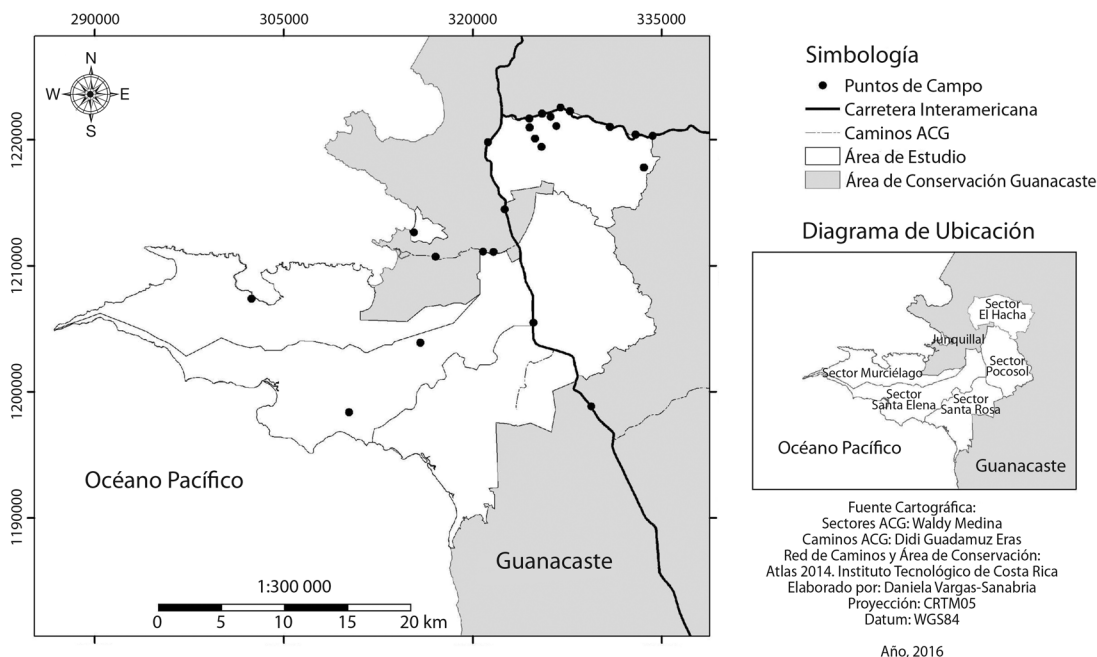 290000 305000 320000 335000
N
W E
S
1220000
1210000
1200000
1190000
Océano Pacífico
Guanacaste
1:300 000
0 5 10 15 20 km
Simbología
Puntos de Campo
Carretera Interamericana
Caminos ACG
Área de Estudio
Área de Conservación Guanacaste
Diagrama de Ubicación
Sector
El Hacha
Junquillal
Sector
Pocosol
Sector Murciélago
Sector
Santa Elena
Sector
Santa Rosa
Océano Pacífico
Guanacaste
Fuente Cartográfica:
Sectores ACG: Waldy Medina
Caminos ACG: Didi Guadamuz Eras
Red de Caminos y Área de Conservación:
Atlas 2014. Instituto Tecnológico de Costa Rica
Elaborado por: Daniela Vargas-Sanabria
Proyección: CRTM05
Datum: WGS84
Año, 2016